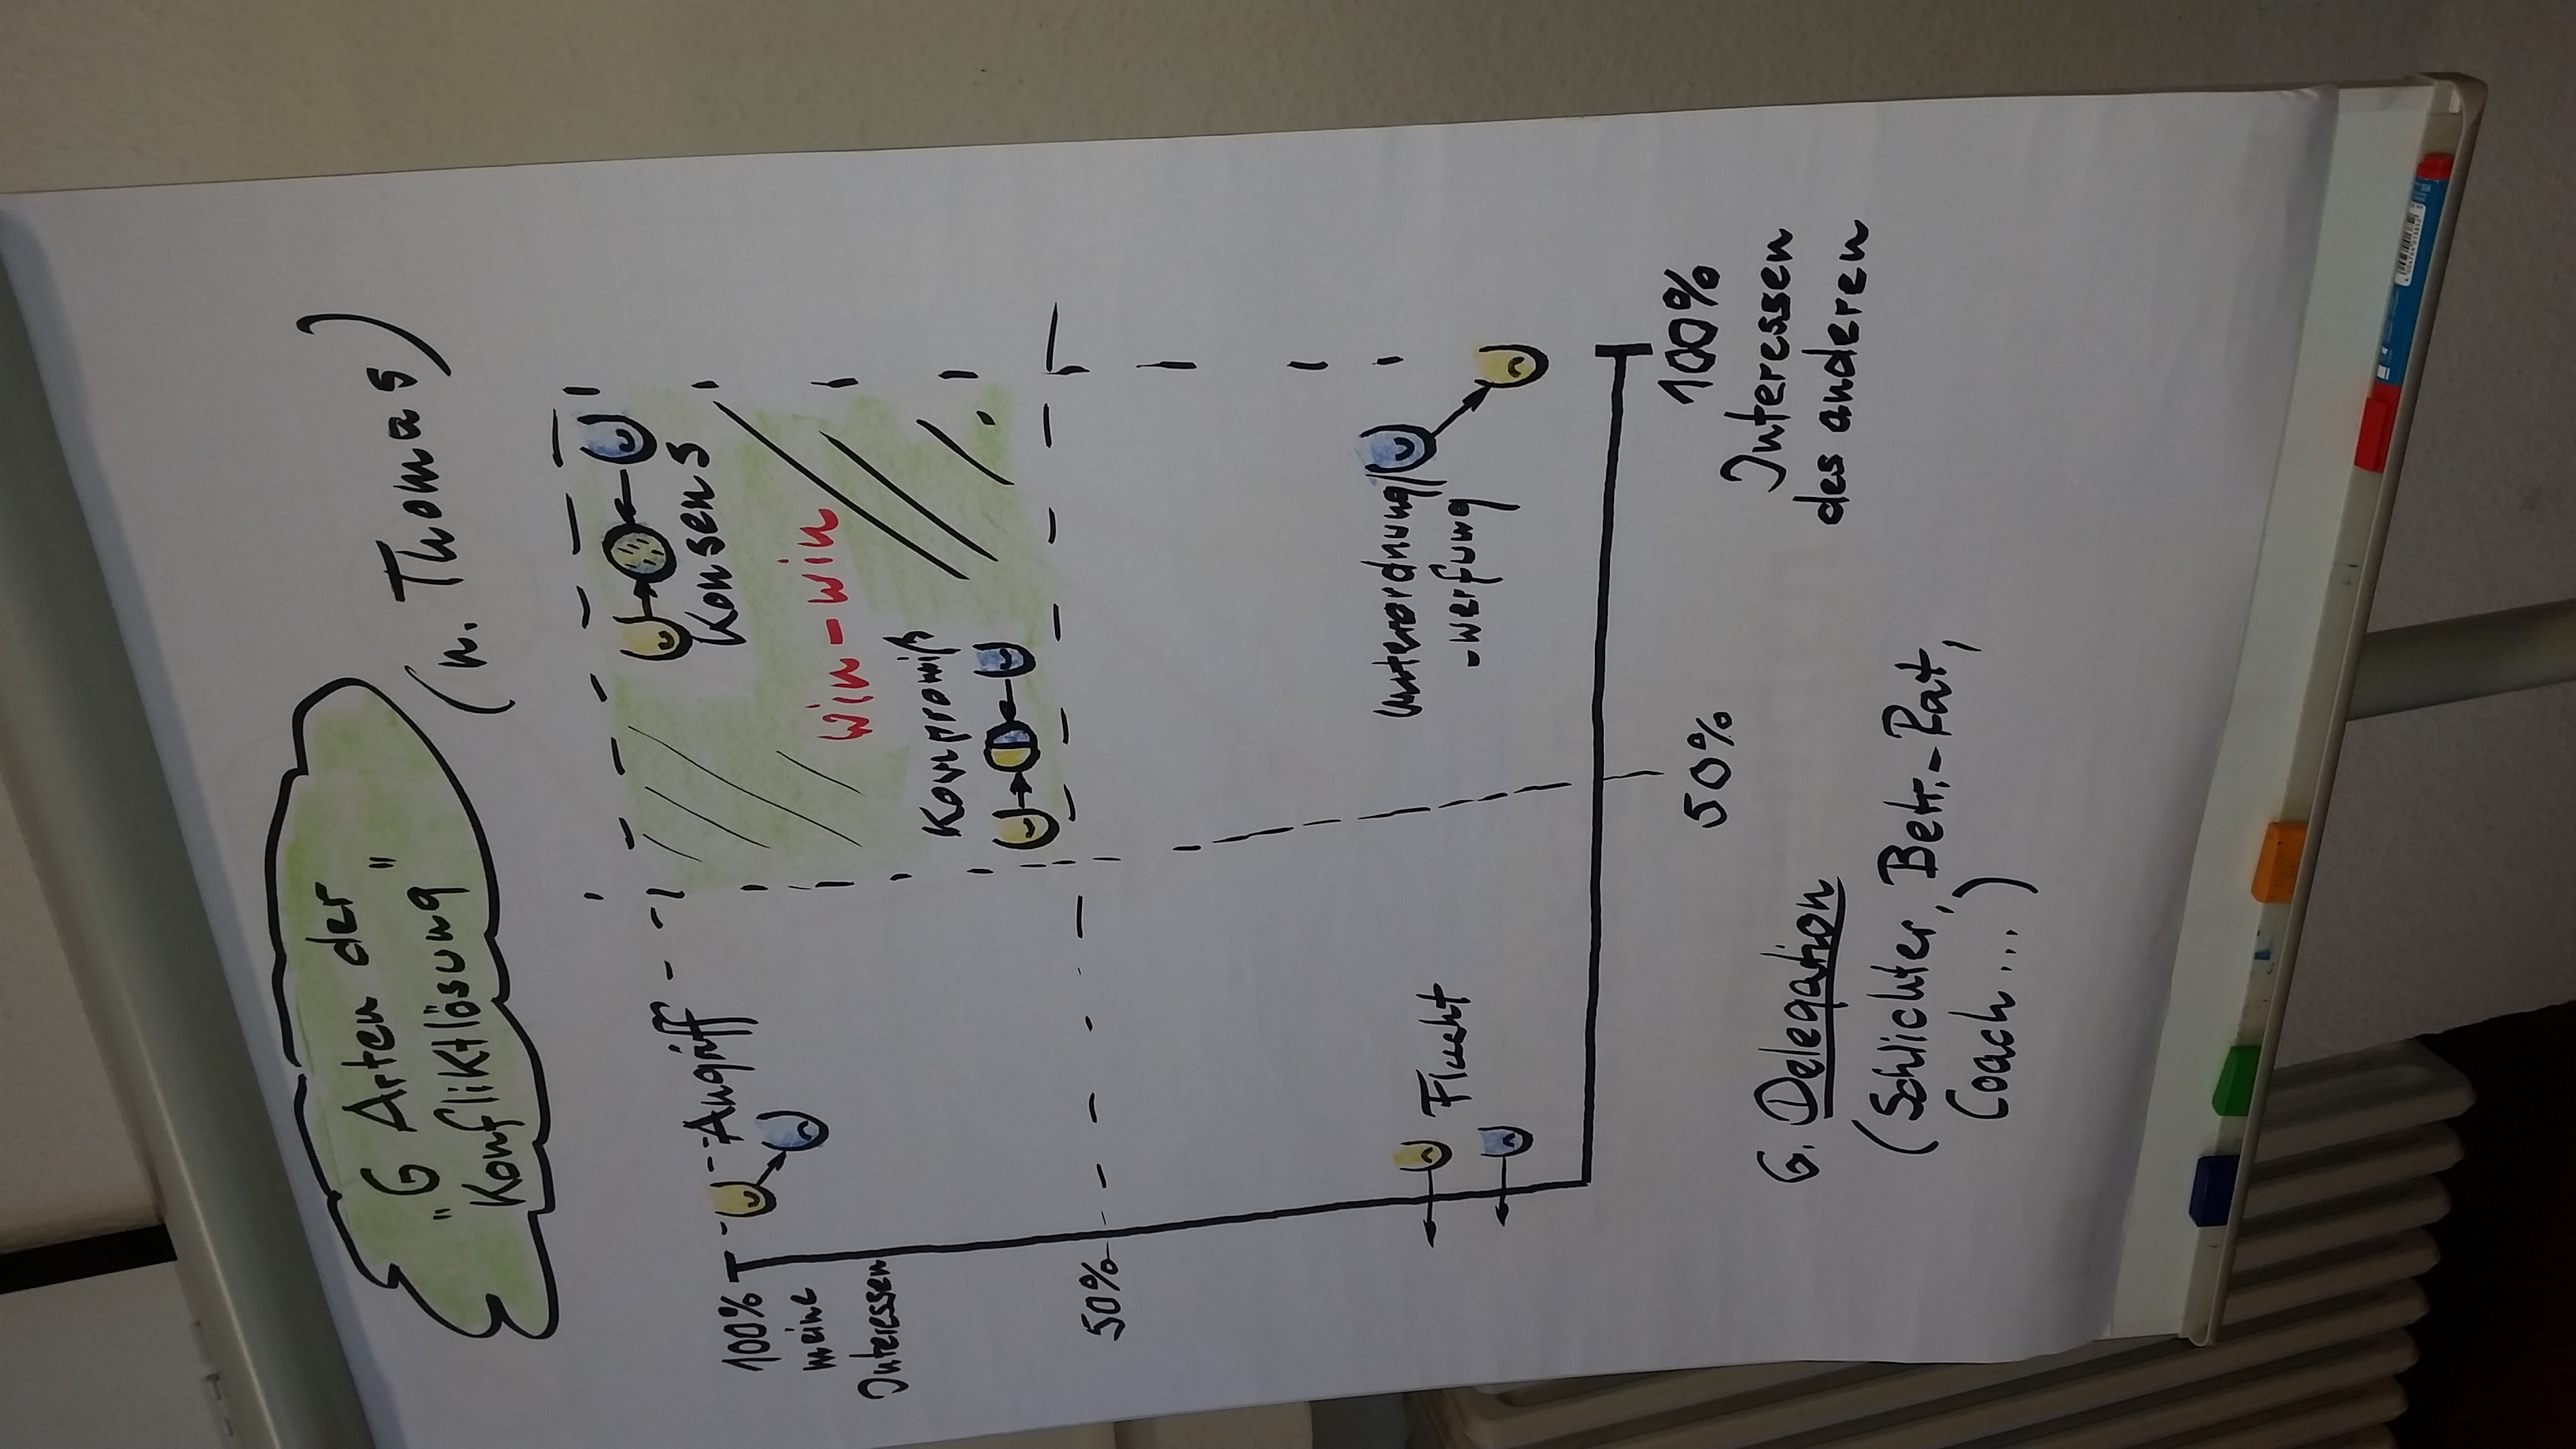 "6 Arten der
Konfliktlösung"
(n. Thomas)
Konsens
Angriff
100%
meine
Interessen
win-win
Kompromiß
50%
Unterordnung/
-werfung
Flucht
50%
100%
Interessen
des anderen
6. Delegation
(Schlichter, Betr.-Rat,
Coach...)